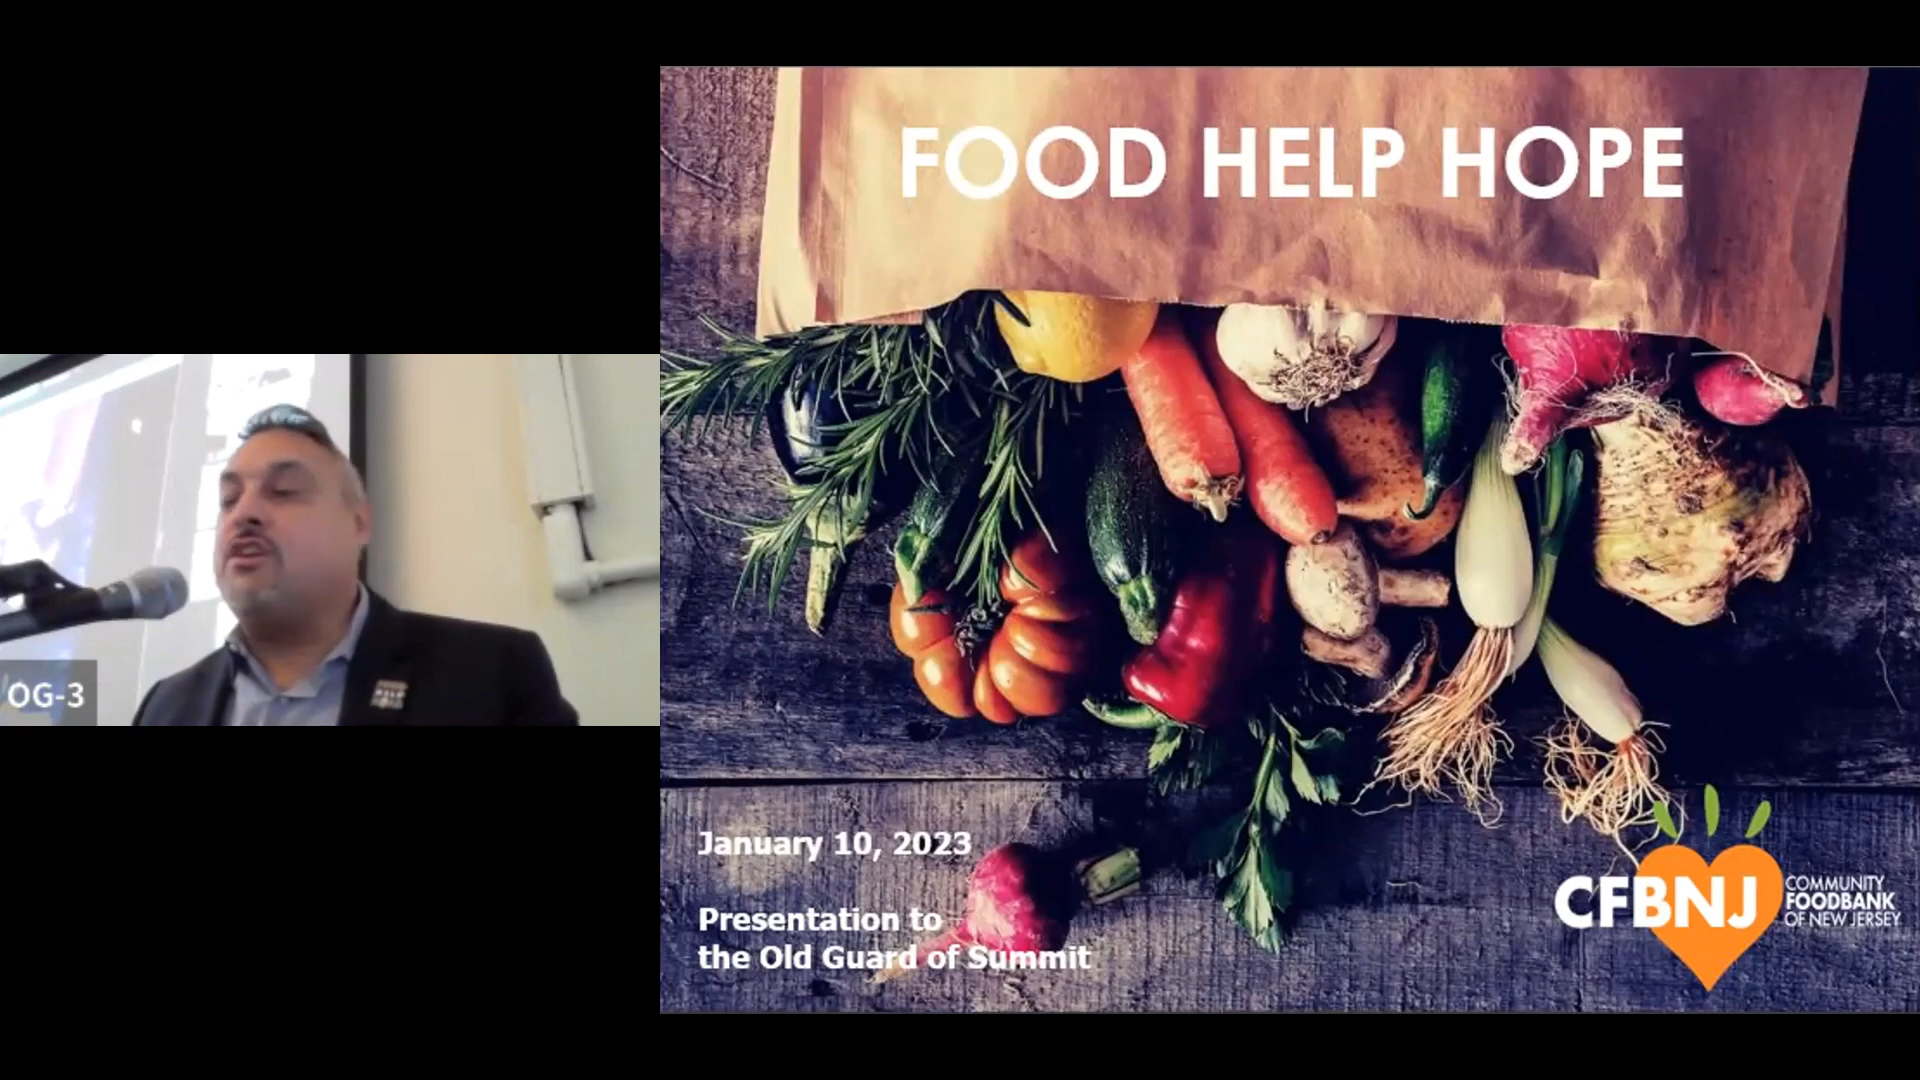 FOOD HELP HOPE
OG-3
January 10, 2023
Presentation to
the Old Guard of Summit
CFBNJ
COMMUNITY
FOODBANK
OF NEW JERSEY